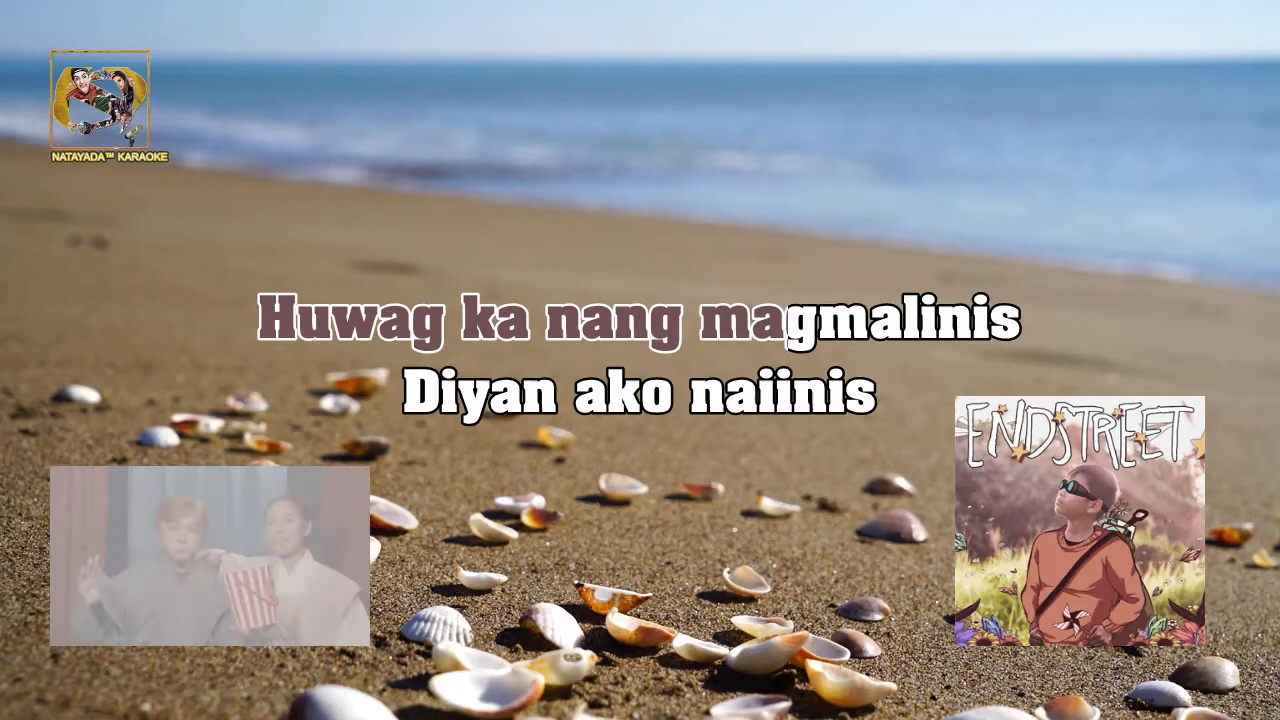 NATAYADA™ KARAOKE
Huwag ka nang magmalinis
Diyan ako naiinis
ENDSTREET